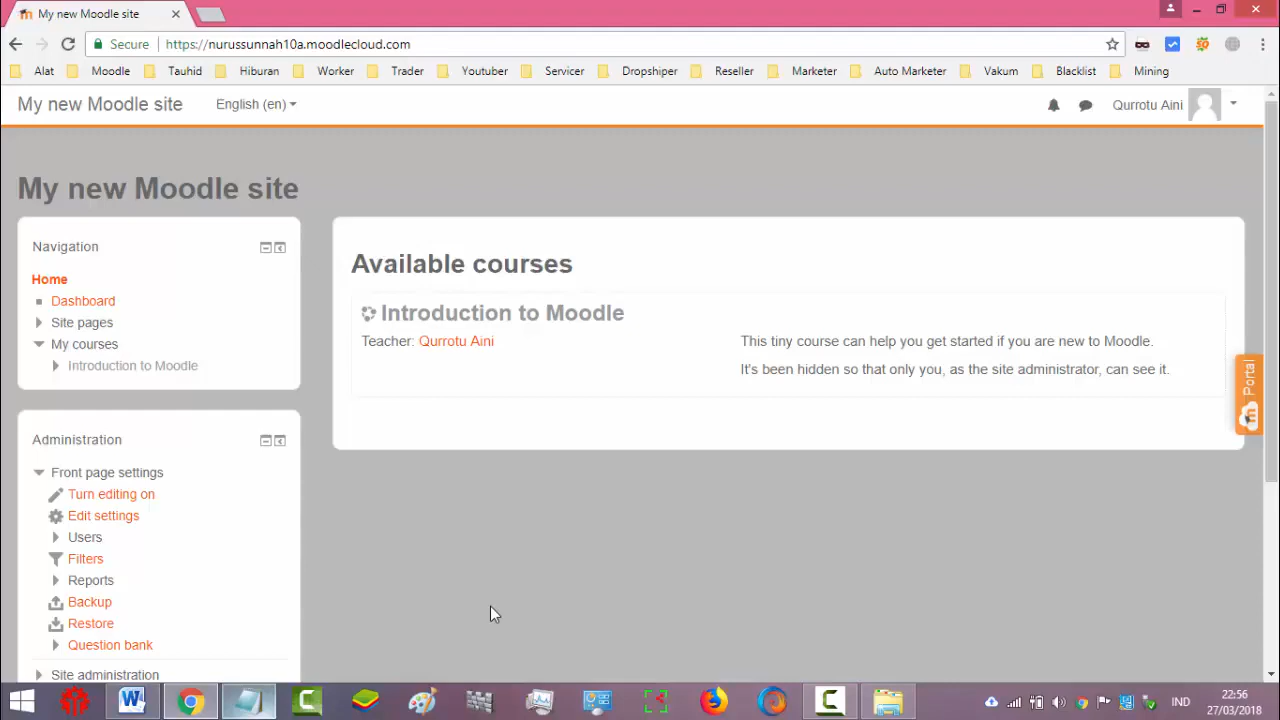 My new Moodle site
Secure https://nurussunnah10a.moodlecloud.com
Alat Moodle Tauhid Hiburan Worker Trader Youtuber Servicer Dropshiper Reseller Marketer Auto Marketer Vakum Blacklist Mining
My new Moodle site English (en) Qurrotu Aini
My new Moodle site
Navigation
Home
Dashboard
Site pages
My courses
Introduction to Moodle
Administration
Front page settings
Turn editing on
Edit settings
Users
Filters
Reports
Backup
Restore
Question bank
Site administration
Available courses
Introduction to Moodle
Teacher: Qurrotu Aini
This tiny course can help you get started if you are new to Moodle.
It's been hidden so that only you, as the site administrator, can see it.
Portal
IND
22:56
27/03/2018